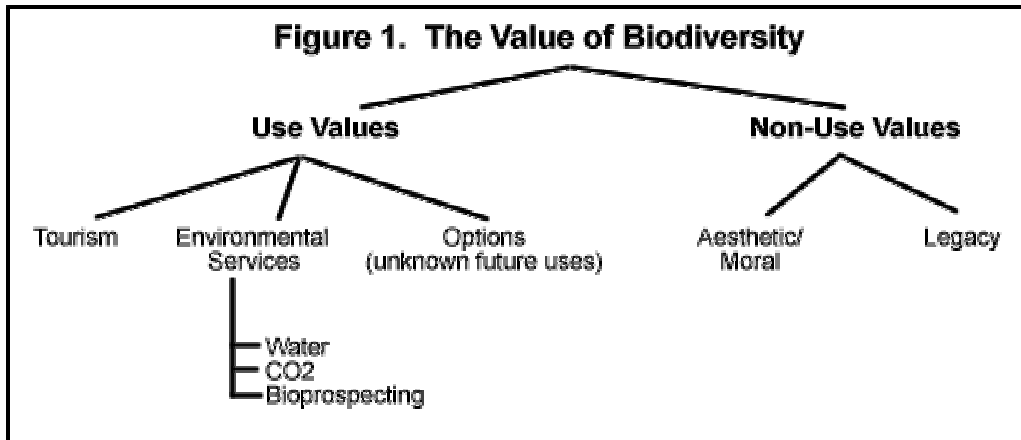 Figure 1. The Value of Biodiversity
Use Values
Non-Use Values
Tourism
Environmental
Services
Options
(unknown future uses)
Aesthetic/
Moral
Legacy
Water
CO2
Bioprospecting